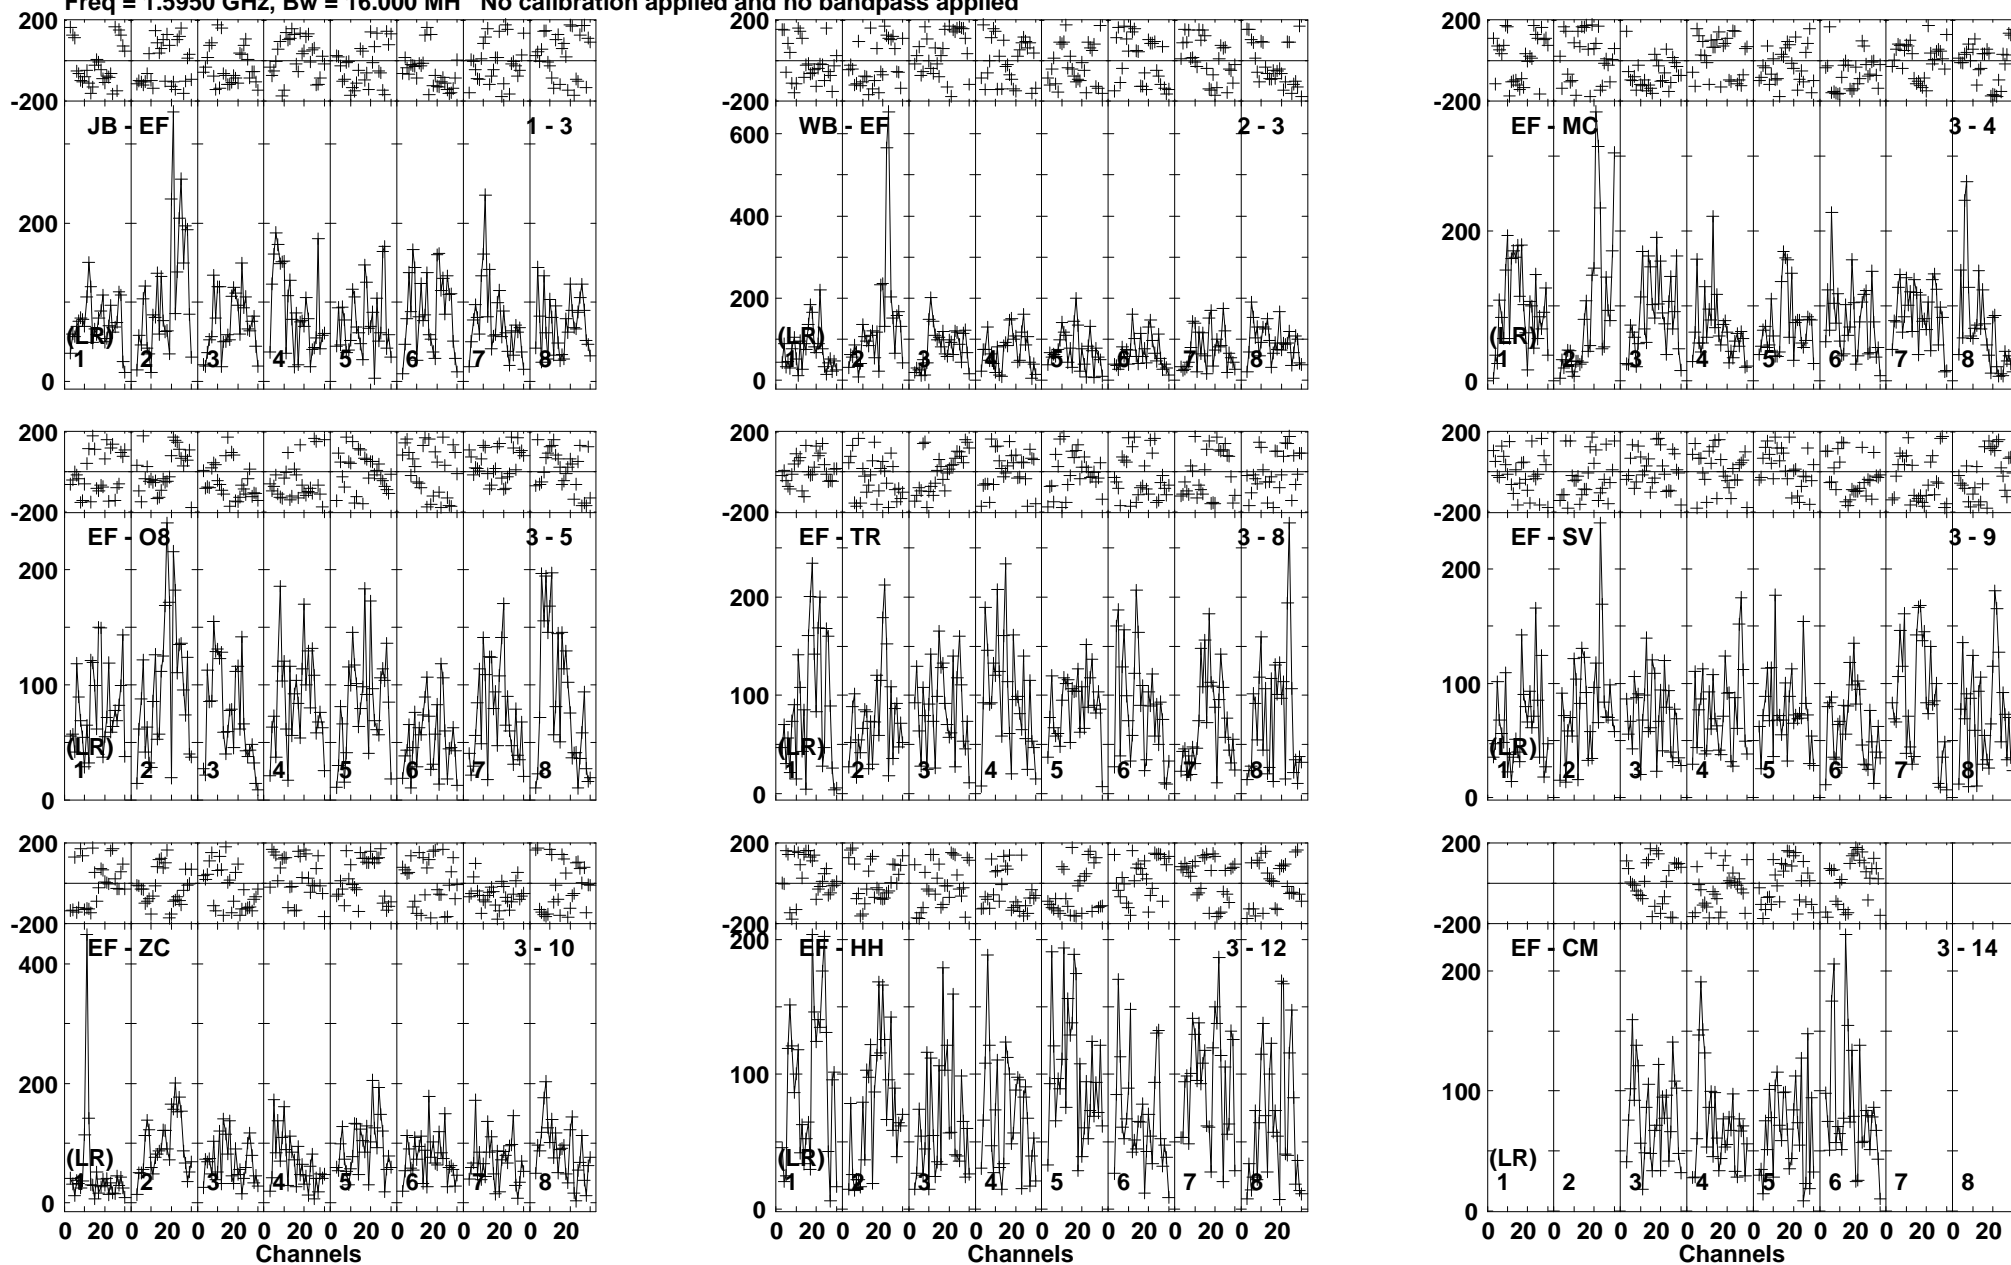 Freq = 1.5950 GHz, Bw = 16.000 MH No calibration applied and no bandpass applied
200 200 200
-200 -200 -200
JB - EF 1 - 3 WB - EF 2 - 3 EF - MC 3 - 4
600
400
200 200 200
(LR) (LR) (LR)
1 2 3 4 5 6 7 8 1 2 3 4 5 6 7 8 1 2 3 4 5 6 7 8
0 0 0
200 200 200
-200 -200 -200
EF - O8 3 - 5 EF - TR 3 - 8 EF - SV 3 - 9
200 200 200
100 100 100
(LR) (LR) (LR)
1 2 3 4 5 6 7 8 1 2 3 4 5 6 7 8 1 2 3 4 5 6 7 8
0 0 0
200 200 200
-200 -200 -200
EF - ZC 3 - 10 200 EF - HH 3 - 12 EF - CM 3 - 14
400 200
200 100 100
(LR) (LR) (LR)
1 2 3 4 5 6 7 8 1 2 3 4 5 6 7 8 1 2 3 4 5 6 7 8
0 0 0
0 20 0 20 0 20 0 20 0 20 0 20 0 20 0 20 0 20 0 20 0 20 0 20 0 20 0 20 0 20 0 20 0 20 0 20 0 20 0 20 0 20 0 20 0 20 0 20
Channels Channels Channels